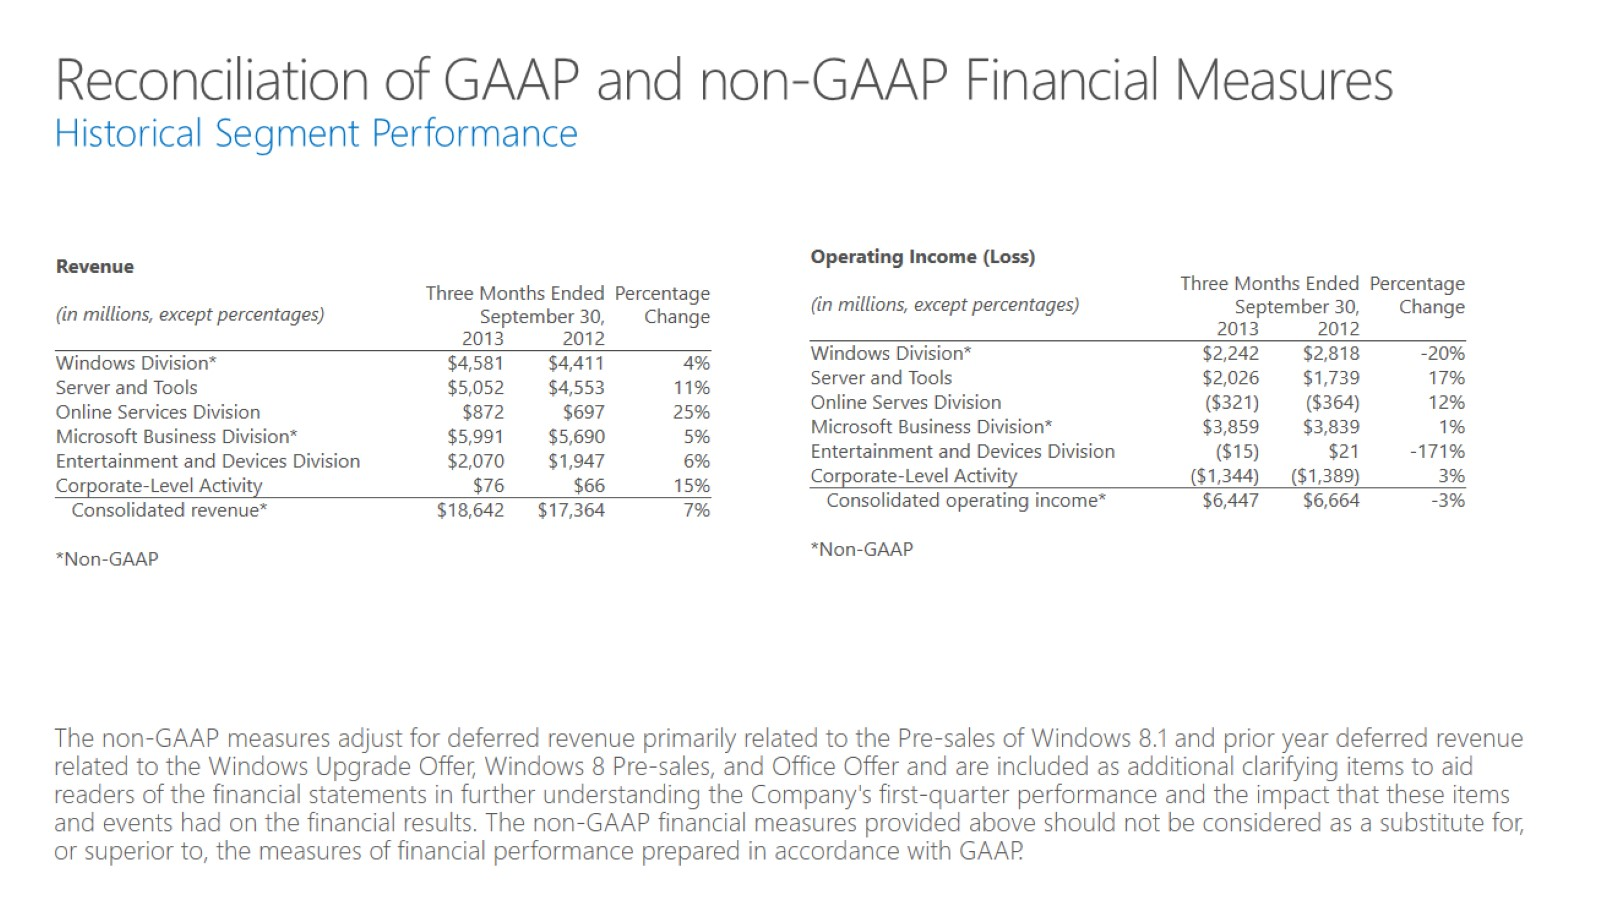 Reconciliation of GAAP and non-GAAP Financial Measures
Historical Segment Performance
Revenue
(in millions, except percentages)
Three Months Ended Percentage
September 30, Change
2013 2012
Windows Division* $4,581 $4,411 4%
Server and Tools $5,052 $4,553 11%
Online Services Division $872 $697 25%
Microsoft Business Division* $5,991 $5,690 5%
Entertainment and Devices Division $2,070 $1,947 6%
Corporate-Level Activity $76 $66 15%
Consolidated revenue* $18,642 $17,364 7%
*Non-GAAP
Operating Income (Loss)
(in millions, except percentages)
Three Months Ended Percentage
September 30, Change
2013 2012
Windows Division* $2,242 $2,818 -20%
Server and Tools $2,026 $1,739 17%
Online Serves Division ($321) ($364) 12%
Microsoft Business Division* $3,859 $3,839 1%
Entertainment and Devices Division ($15) $21 -171%
Corporate-Level Activity ($1,344) ($1,389) 3%
Consolidated operating income* $6,447 $6,664 -3%
*Non-GAAP
The non-GAAP measures adjust for deferred revenue primarily related to the Pre-sales of Windows 8.1 and prior year deferred revenue
related to the Windows Upgrade Offer, Windows 8 Pre-sales, and Office Offer and are included as additional clarifying items to aid
readers of the financial statements in further understanding the Company's first-quarter performance and the impact that these items
and events had on the financial results. The non-GAAP financial measures provided above should not be considered as a substitute for,
or superior to, the measures of financial performance prepared in accordance with GAAP.